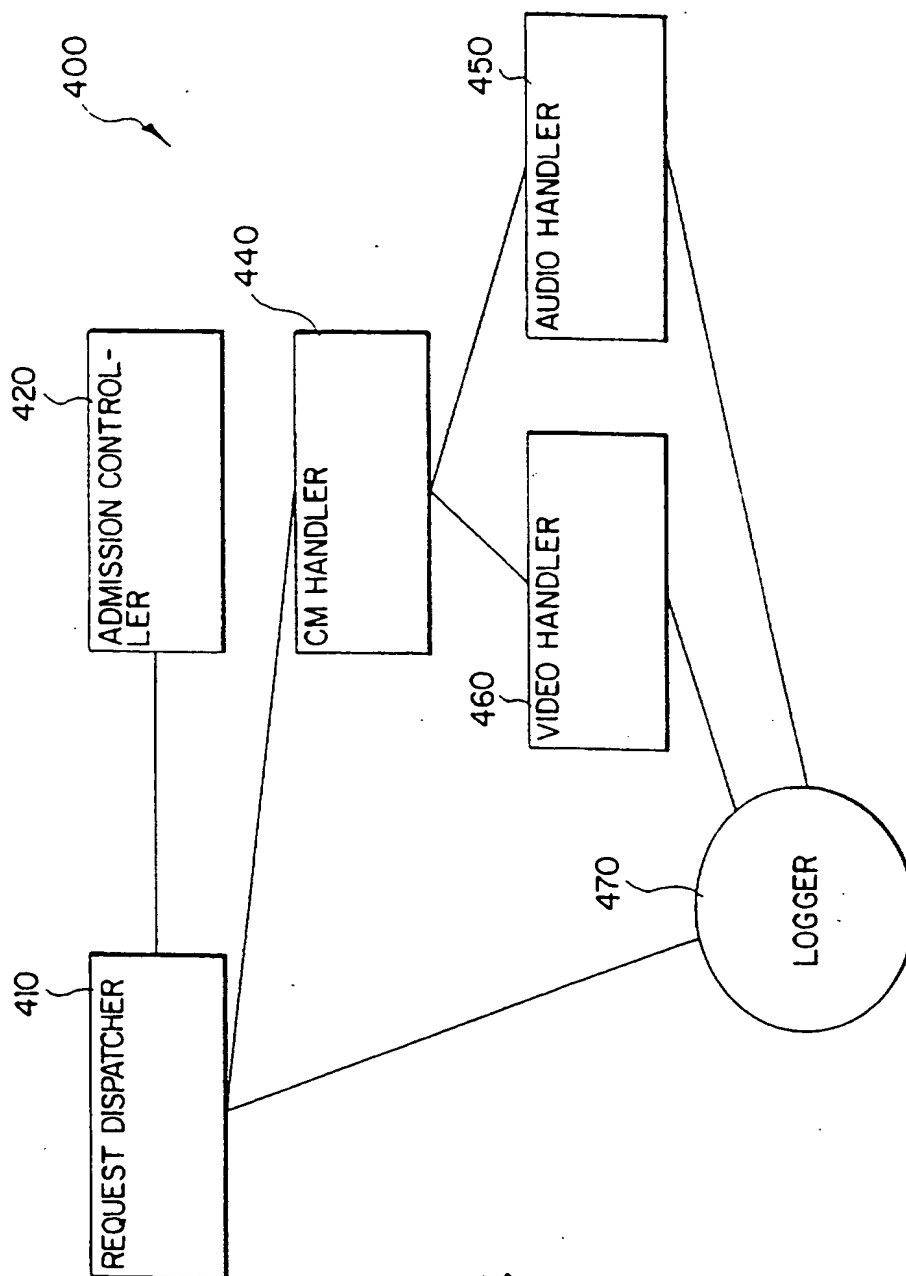 400
410
REQUEST DISPATCHER
420
ADMISSION CONTROL-
LER
440
CM HANDLER
460
VIDEO HANDLER
450
AUDIO HANDLER
470
LOGGER